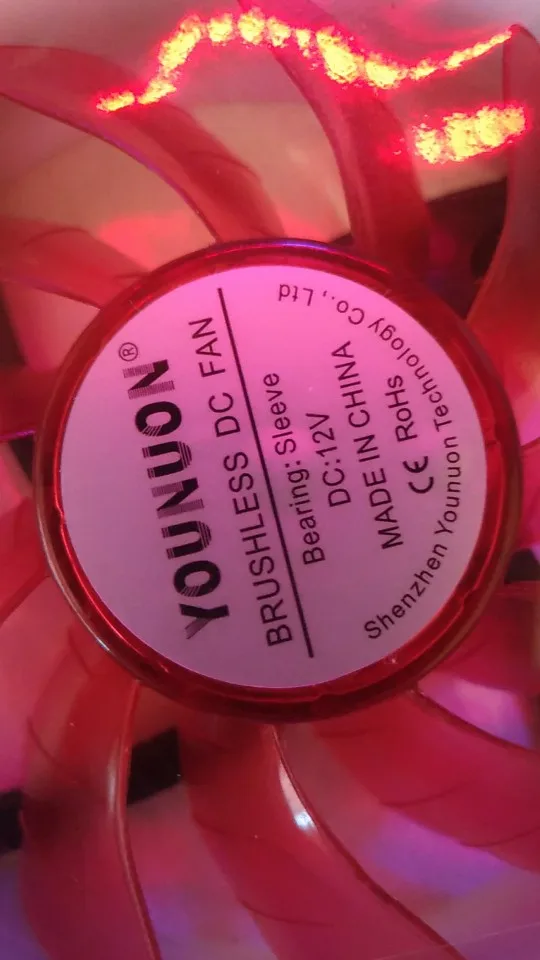 YOUNUON®
BRUSHLESS DC FAN
Bearing: Sleeve
DC:12V
MADE IN CHINA
CE RoHs
Shenzhen Younuon Technology Co., Ltd